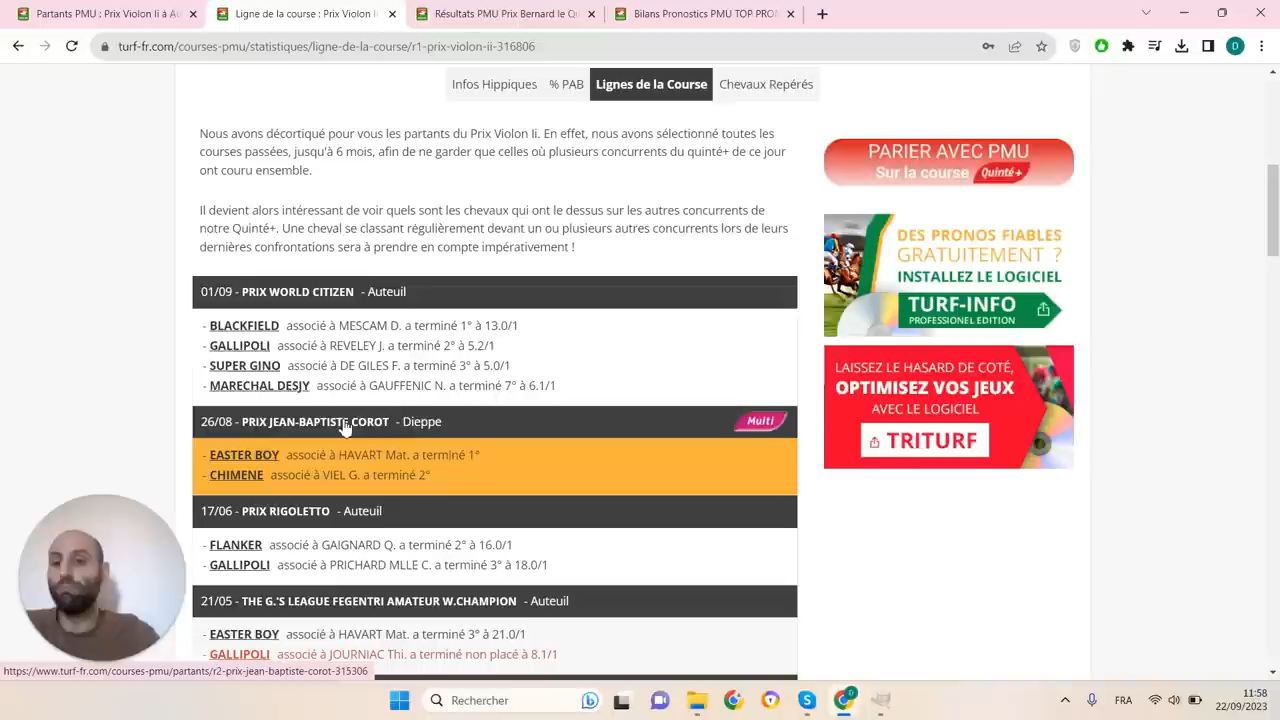 PMU : Prix Violon Ii à A
Ligne de la Course : Prix Violon
Résultats PMU Prix Bernard le Qu
Bilans Pronostics PMU TOP PRO
turf-fr.com/courses-pmu/statistiques/ligne-de-la-course/r1-prix-violon-ii-316806
D
Infos Hippiques % PAB Lignes de la Course Chevaux Repérés
Nous avons décortiqué pour vous les partants du Prix Violon Ii. En effet, nous avons sélectionné toutes les
courses passées, jusqu'à 6 mois, afin de ne garder que celles où plusieurs concurrents du quinté+ de ce jour
ont couru ensemble.
Il devient alors intéressant de voir quels sont les chevaux qui ont le dessus sur les autres concurrents de
notre Quinté+. Une cheval se classant régulièrement devant un ou plusieurs autres concurrents lors de leurs
dernières confrontations sera à prendre en compte impérativement !
01/09 - PRIX WORLD CITIZEN - Auteuil
- BLACKFIELD associé à MESCAM D. a terminé 1° à 13.0/1
- GALLIPOLI associé à REVELEY J. a terminé 2° à 5.2/1
- SUPER GINO associé à DE GILES F. a terminé 3° à 5.0/1
- MARECHAL DESJY associé à GAUFFENIC N. a terminé 7° à 6.1/1
26/08 - PRIX JEAN-BAPTISTE COROT - Dieppe
Multi
- EASTER BOY associé à HAVART Mat. a terminé 1°
- CHIMENE associé à VIEL G. a terminé 2°
17/06 - PRIX RIGOLETTO - Auteuil
- FLANKER associé à GAIGNARD Q. a terminé 2° à 16.0/1
- GALLIPOLI associé à PRICHARD MLLE C. a terminé 3° à 18.0/1
21/05 - THE G.'S LEAGUE FEGENTRI AMATEUR W.CHAMPION - Auteuil
- EASTER BOY associé à HAVART Mat. a terminé 3° à 21.0/1
- GALLIPOLI associé à JOURNIAC Thi. a terminé non placé à 8.1/1
PARIER AVEC PMU
Sur la course Quinté+
DES PRONOS FIABLES
GRATUITEMENT ?
INSTALLEZ LE LOGICIEL
TURF-INFO
PROFESSIONEL EDITION
LAISSEZ LE HASARD DE COTÉ,
OPTIMISEZ VOS JEUX
AVEC LE LOGICIEL
TRITURF
https://www.turf-fr.com/courses-pmu/partants/r2-prix-jean-baptiste-corot-315306
Rechercher
FRA
11:58
22/09/2023